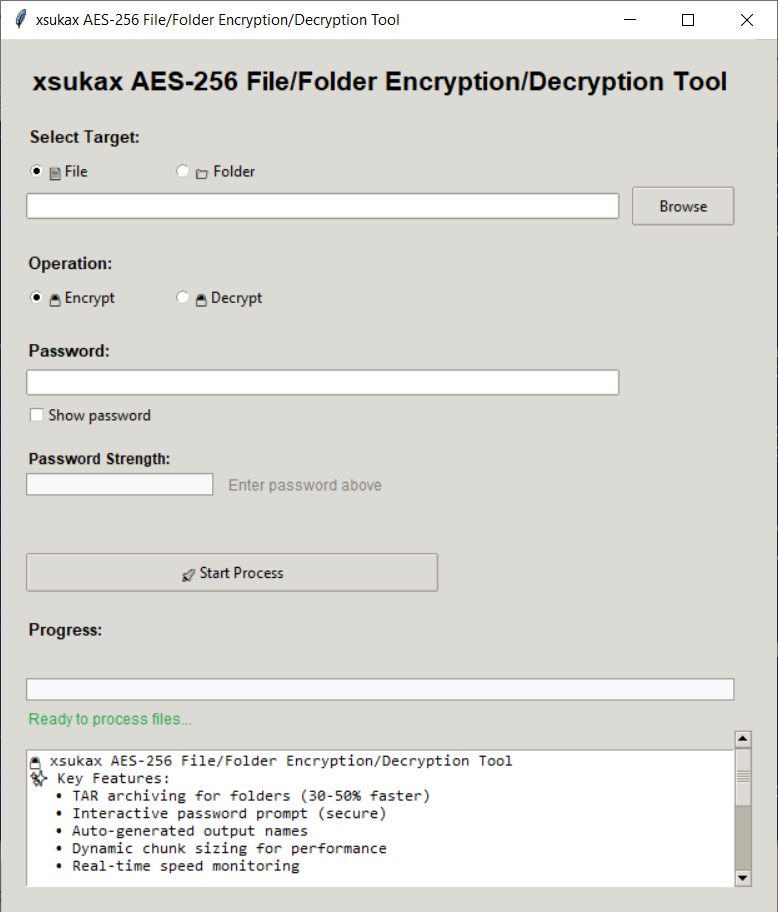 xsukax AES-256 File/Folder Encryption/Decryption Tool
xsukax AES-256 File/Folder Encryption/Decryption Tool
Select Target:
File
Folder
Browse
Operation:
Encrypt
Decrypt
Password:
Show password
Password Strength:
Enter password above
Start Process
Progress:
Ready to process files...
xsukax AES-256 File/Folder Encryption/Decryption Tool
Key Features:
• TAR archiving for folders (30-50% faster)
• Interactive password prompt (secure)
• Auto-generated output names
• Dynamic chunk sizing for performance
• Real-time speed monitoring